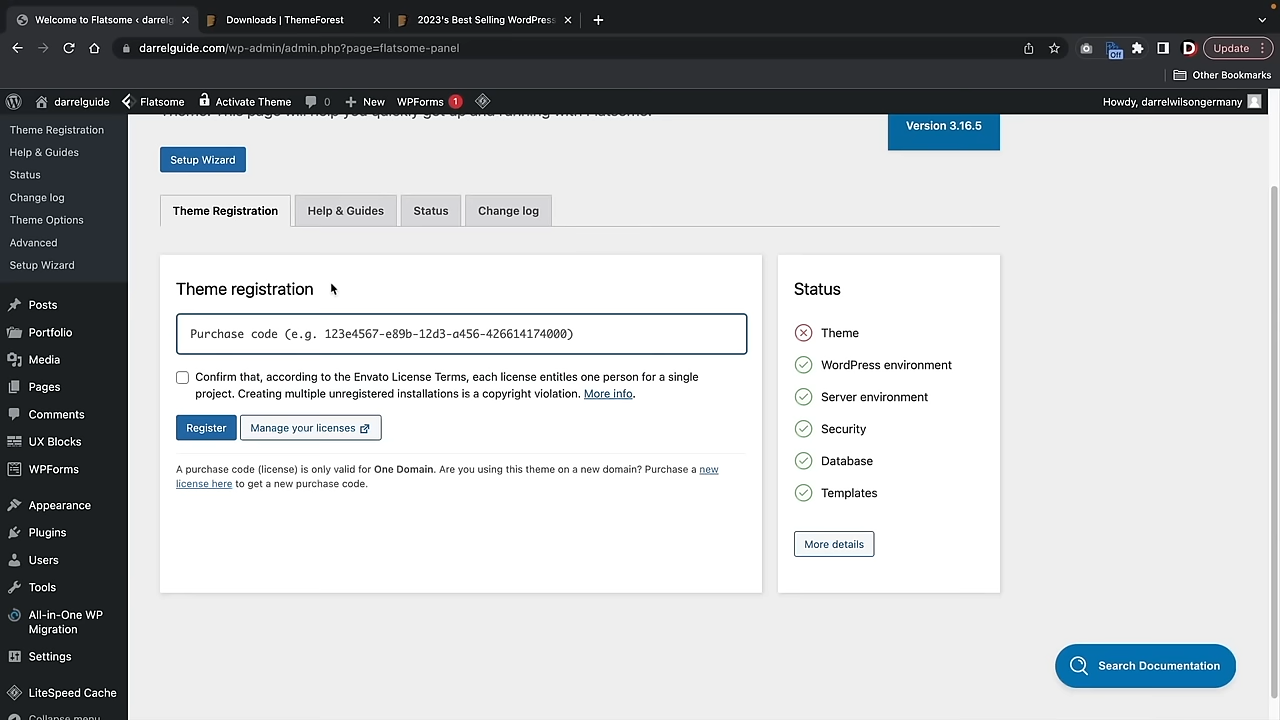 Welcome to Flatsome ‹ darrelg
Downloads | ThemeForest
2023's Best Selling WordPress
darrelguide.com/wp-admin/admin.php?page=flatsome-panel
Off
D
Update
Other Bookmarks
darrelguide
Flatsome
Activate Theme
0
New
WPForms 1
Howdy, darrelwilsongermany
Theme Registration
Help & Guides
Status
Change log
Theme Options
Advanced
Setup Wizard
Posts
Portfolio
Media
Pages
Comments
UX Blocks
WPForms
Appearance
Plugins
Users
Tools
All-in-One WP
Migration
Settings
LiteSpeed Cache
Collapse menu
Theme! This page will help you quickly get up and running with Flatsome.
Version 3.16.5
Setup Wizard
Theme Registration
Help & Guides
Status
Change log
Theme registration
Purchase code (e.g. 123e4567-e89b-12d3-a456-426614174000)
Confirm that, according to the Envato License Terms, each license entitles one person for a single
project. Creating multiple unregistered installations is a copyright violation. More info.
Register
Manage your licenses
A purchase code (license) is only valid for One Domain. Are you using this theme on a new domain? Purchase a new
license here to get a new purchase code.
Status
Theme
WordPress environment
Server environment
Security
Database
Templates
More details
Search Documentation